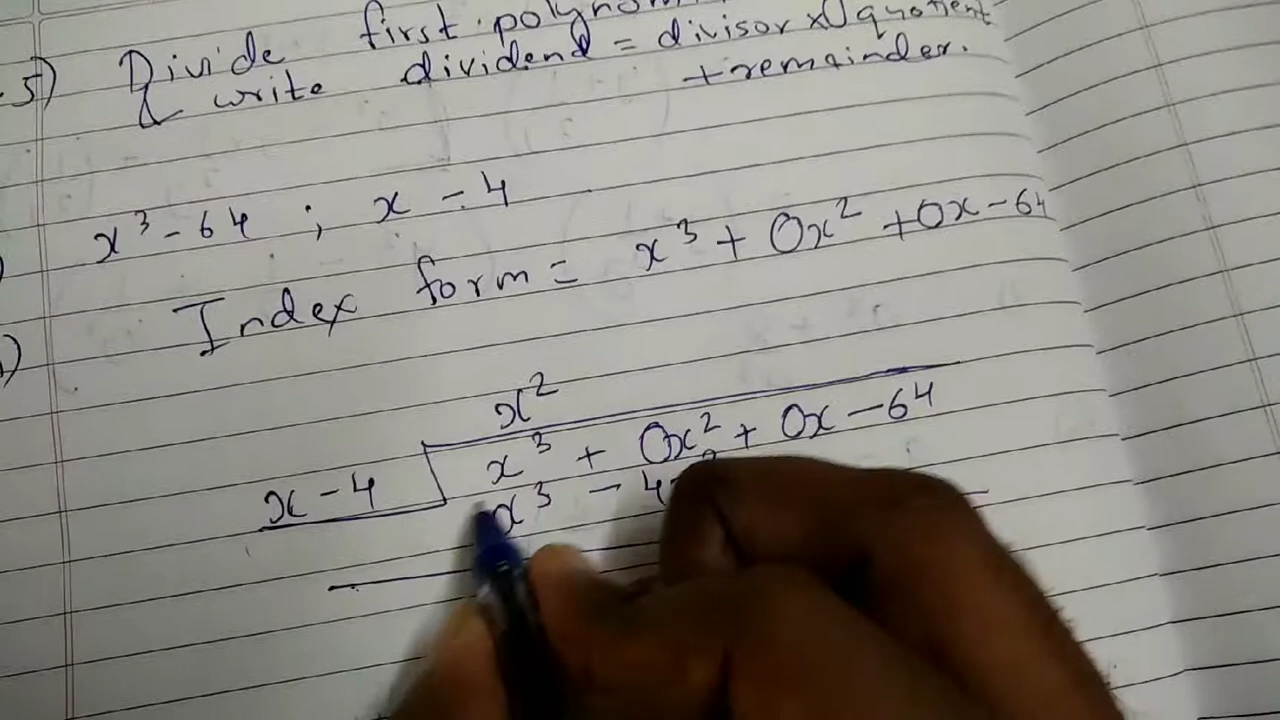 5) Divide first
& write dividend = divisor x quotient
+ remainder.
x³ - 64 ; x - 4
Index form = x³ + 0x² + 0x - 64
x²
x - 4 x³ + 0x² + 0x - 64
x³ - 4